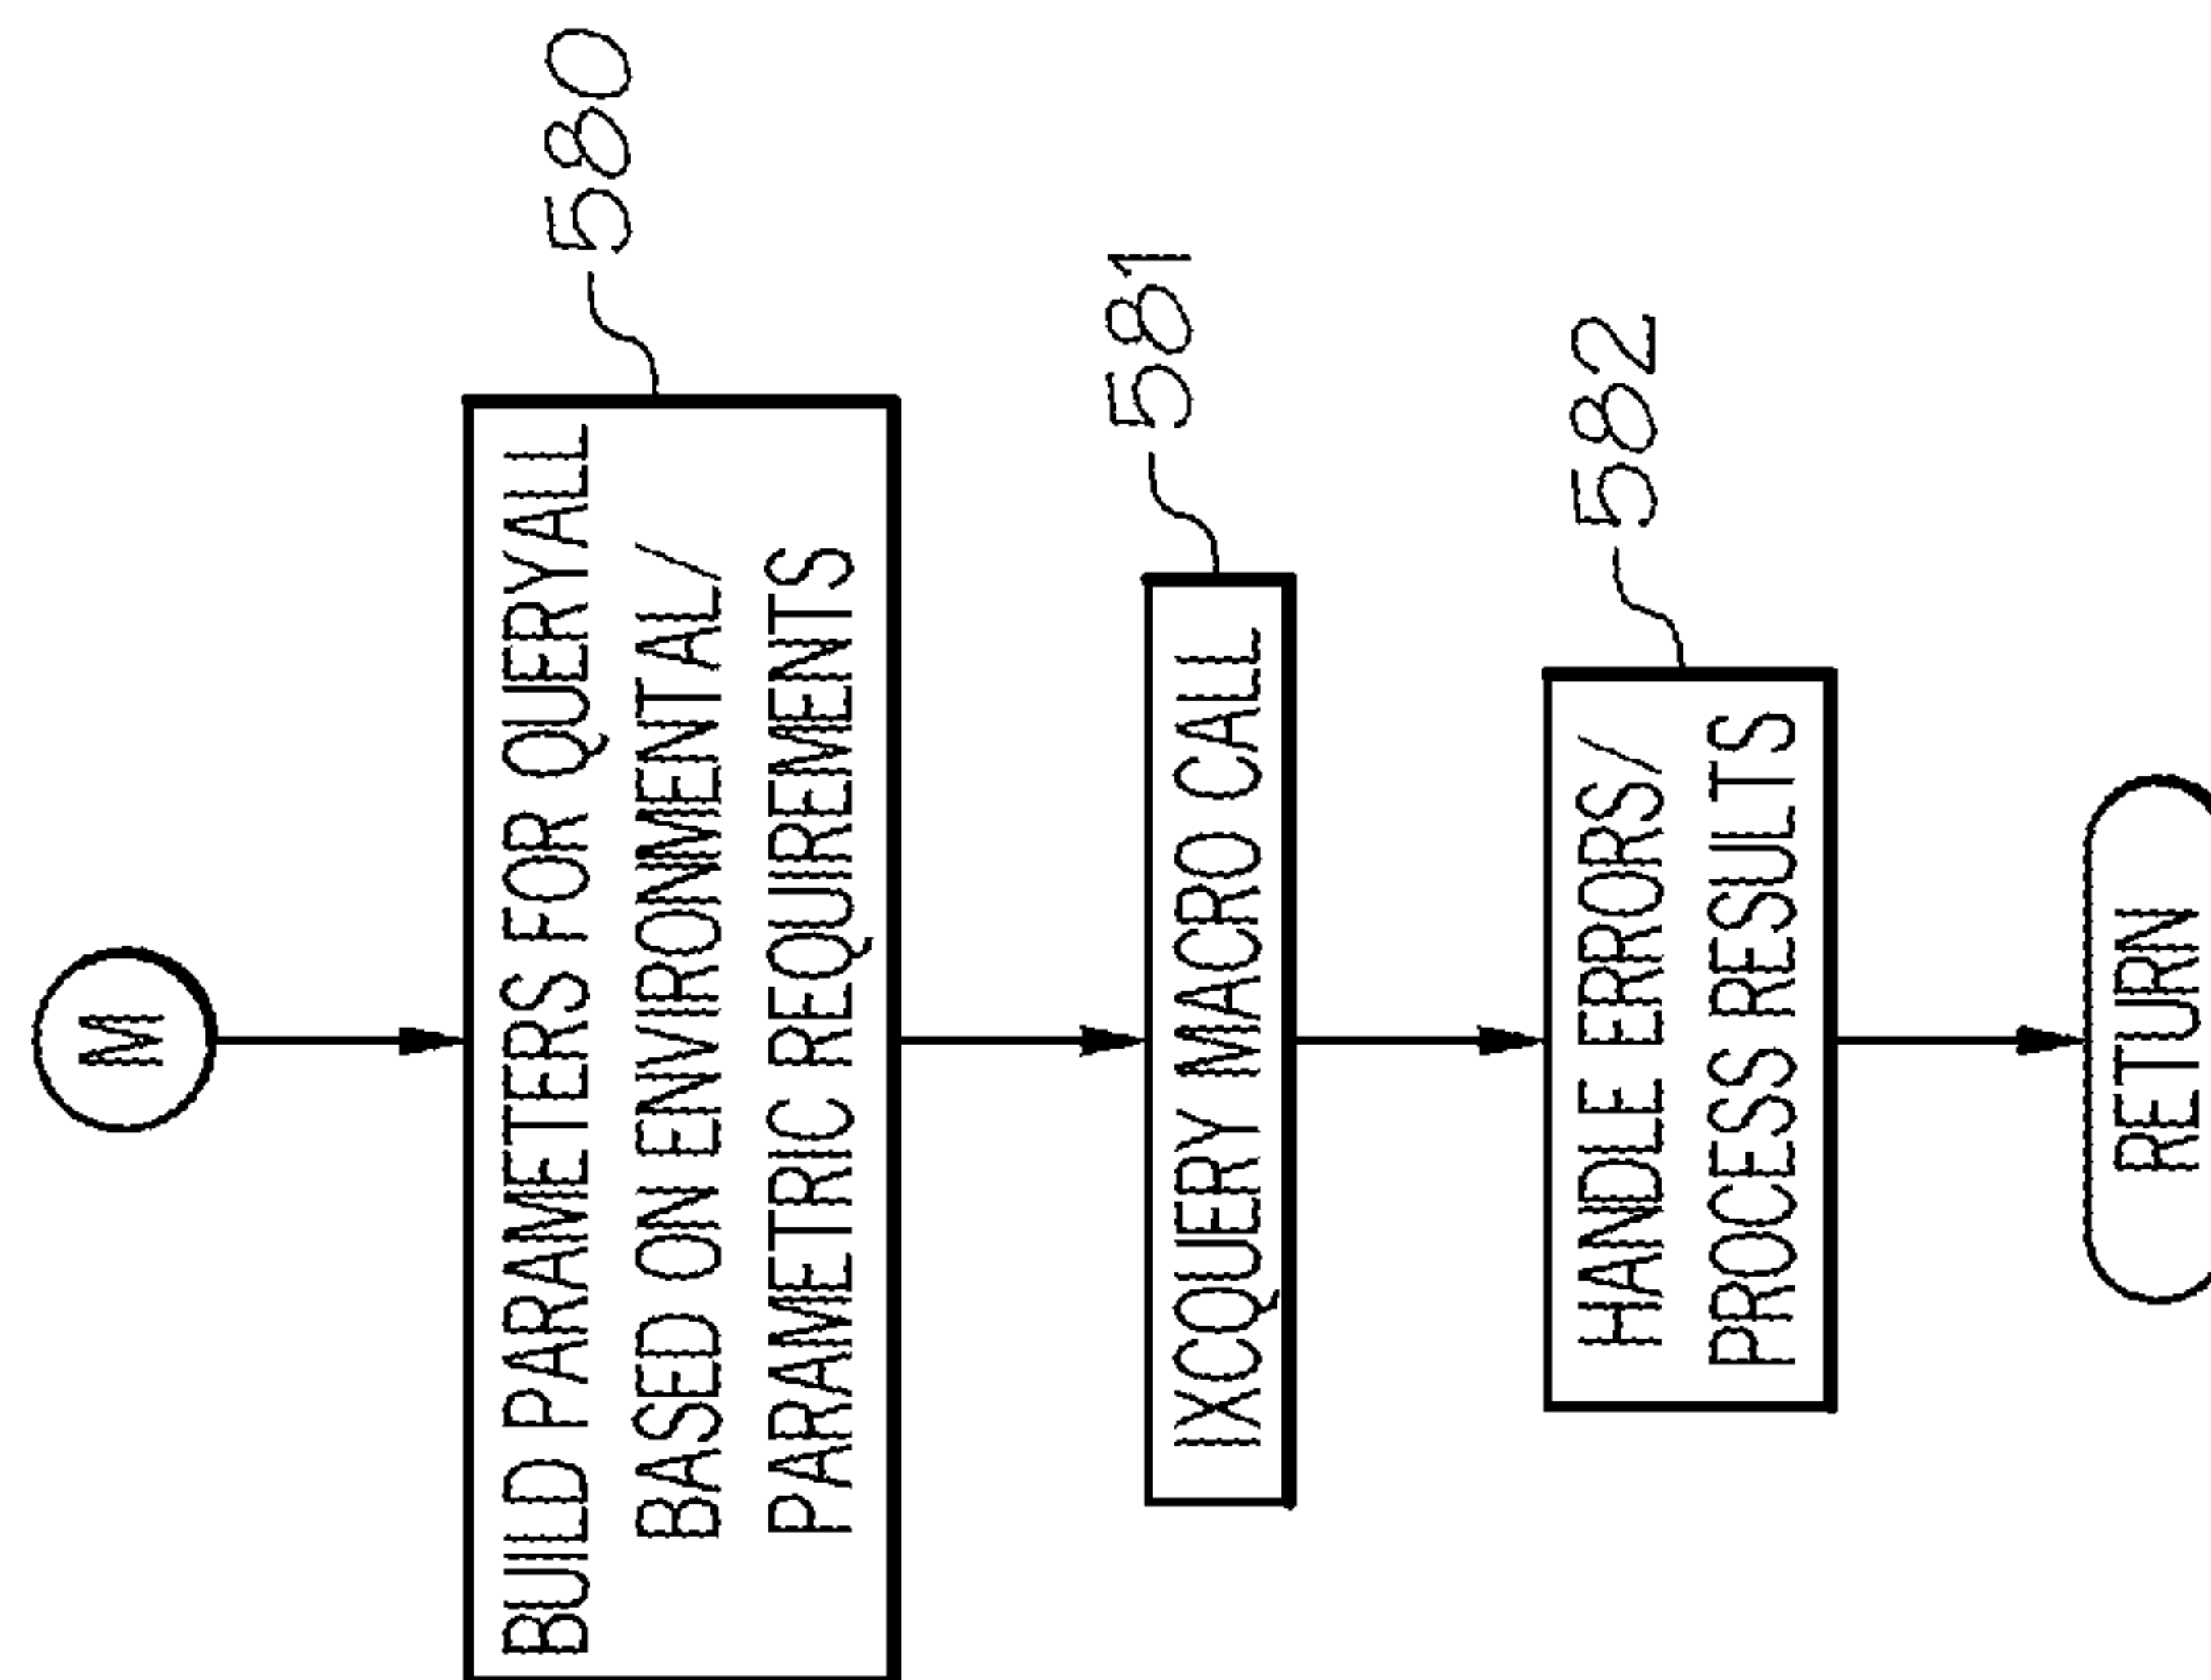 M
580
BUILD PARAMETERS FOR QUERYALL
BASED ON ENVIRONMENTAL/
PARAMETRIC REQUIREMENTS
581
IXCQUERY MACRO CALL
582
HANDLE ERRORS/
PROCESS RESULTS
RETURN